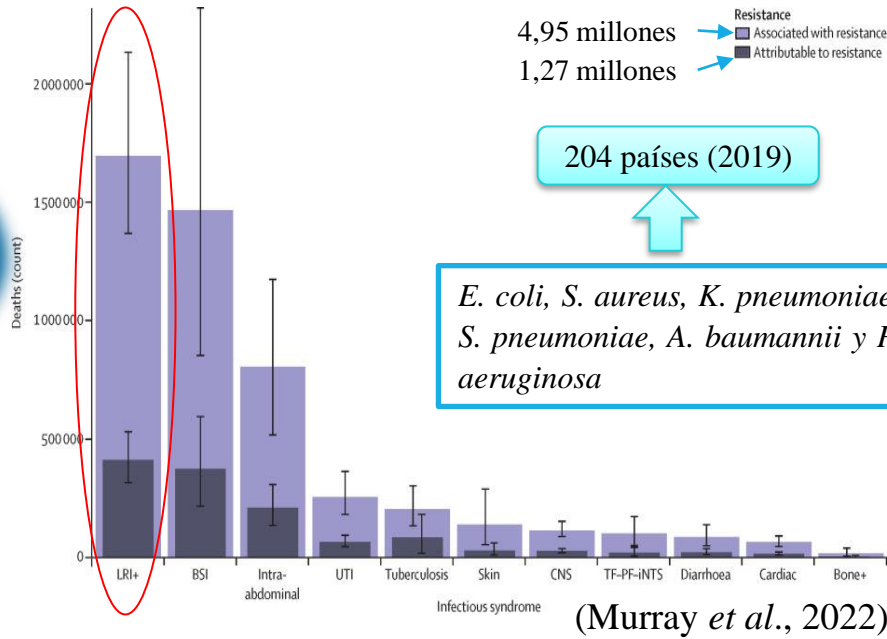 4,95 millones
1,27 millones
Resistance
Associated with resistance
Attributable to resistance
204 países (2019)
E. coli, S. aureus, K. pneumoniae
S. pneumoniae, A. baumannii y P
aeruginosa
Deaths (count)
2000000
1500000
1000000
500000
0
LRI+
BSI
Intra-
abdominal
UTI
Tuberculosis
Skin
CNS
TF–PF–iNTS
Diarrhoea
Cardiac
Bone+
Infectious syndrome
(Murray et al., 2022)